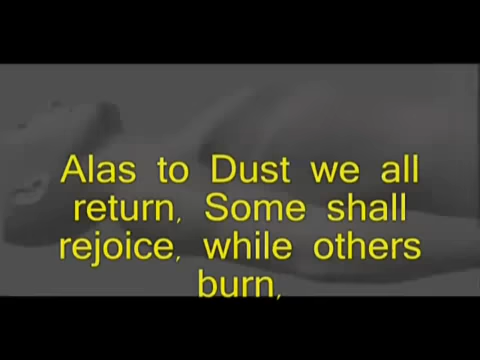 Alas to Dust we all
return, Some shall
rejoice, while others
burn,